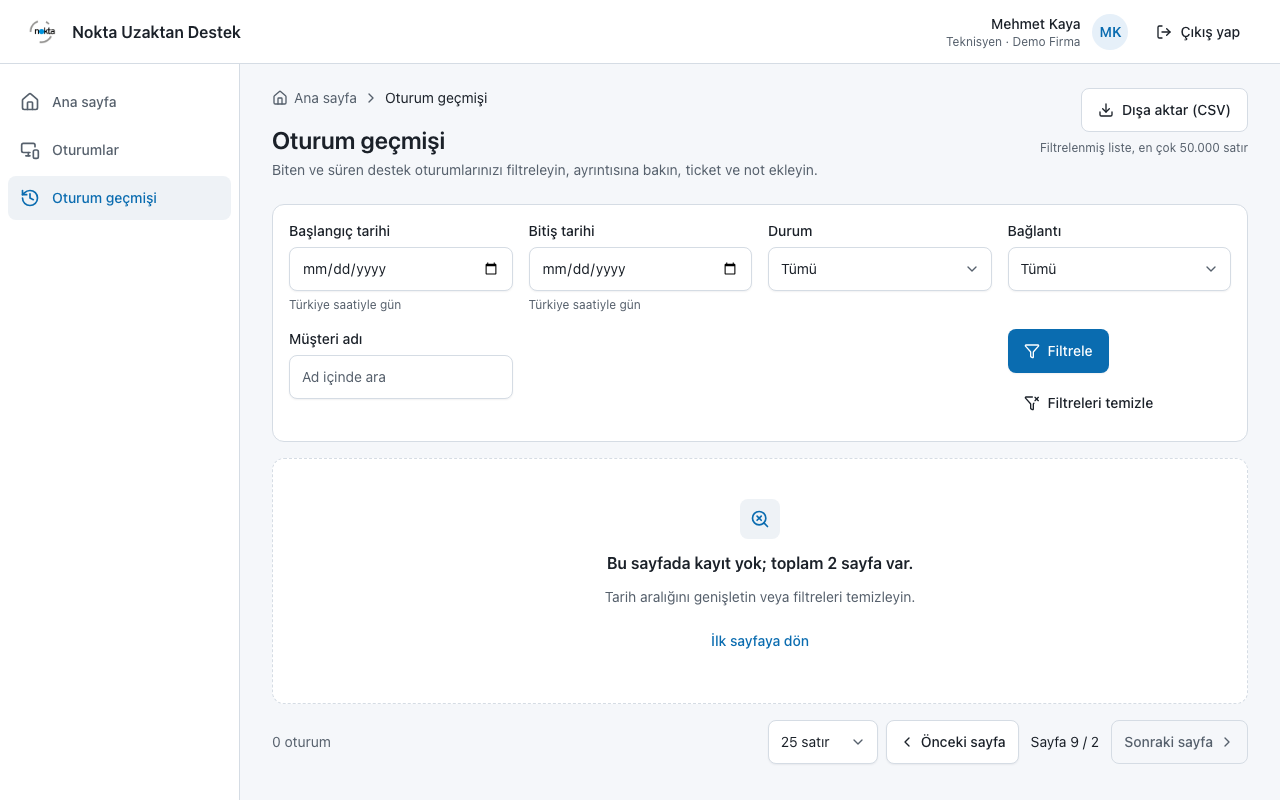 nokta
Nokta Uzaktan Destek
Mehmet Kaya
Teknisyen · Demo Firma
MK
Çıkış yap
Ana sayfa
Oturumlar
Oturum geçmişi
Ana sayfa > Oturum geçmişi
Dışa aktar (CSV)
Filtrelenmiş liste, en çok 50.000 satır
Oturum geçmişi
Biten ve süren destek oturumlarınızı filtreleyin, ayrıntısına bakın, ticket ve not ekleyin.
Başlangıç tarihi
mm/dd/yyyy
Türkiye saatiyle gün
Bitiş tarihi
mm/dd/yyyy
Türkiye saatiyle gün
Durum
Tümü
Bağlantı
Tümü
Müşteri adı
Ad içinde ara
Filtrele
Filtreleri temizle
Bu sayfada kayıt yok; toplam 2 sayfa var.
Tarih aralığını genişletin veya filtreleri temizleyin.
İlk sayfaya dön
0 oturum
25 satır
Önceki sayfa
Sayfa 9 / 2
Sonraki sayfa